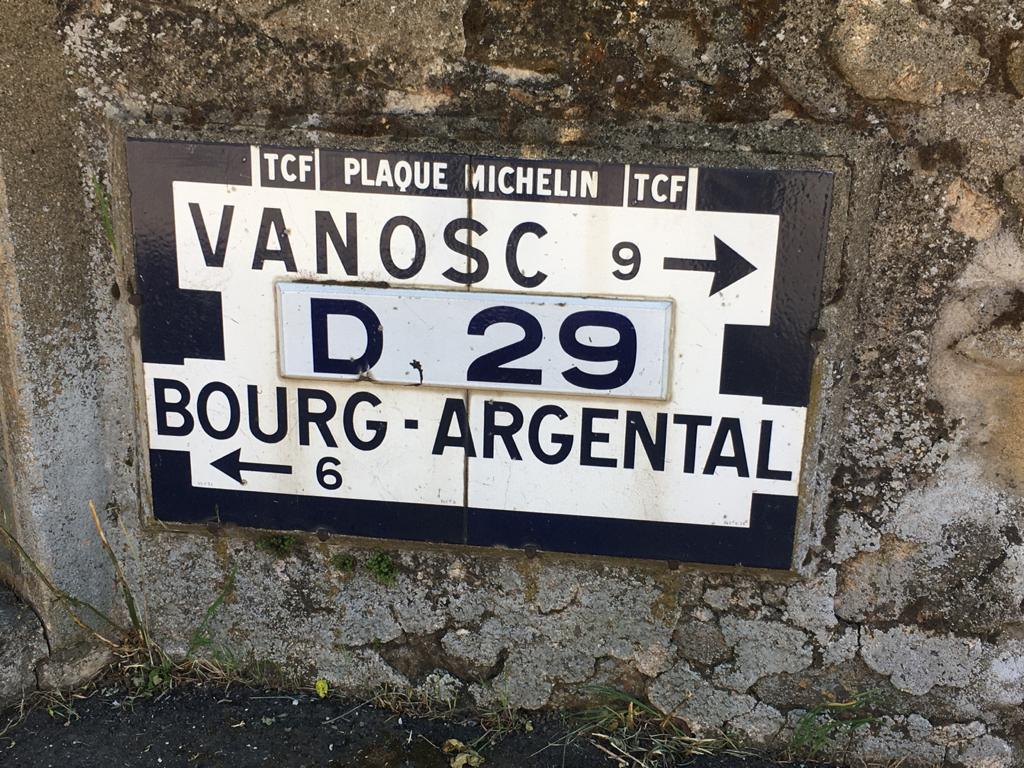 TCF PLAQUE MICHELIN TCF
VANOSC 9 →
D 29
BOURG-ARGENTAL
← 6